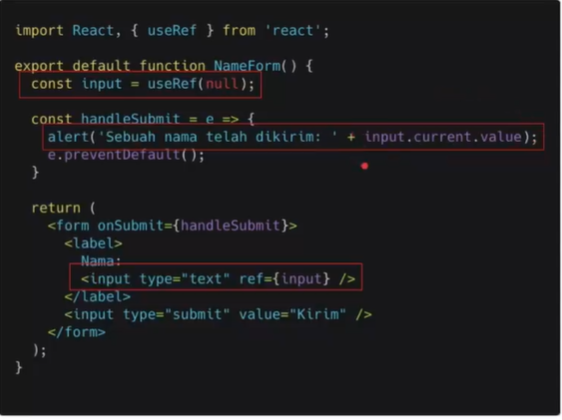 import React, { useRef } from 'react';
export default function NameForm() {
const input = useRef(null);
const handleSubmit = e => {
alert('Sebuah nama telah dikirim: ' + input.current.value);
e.preventDefault();
}
return (
<form onSubmit={handleSubmit}>
<label>
Nama:
<input type="text" ref={input} />
</label>
<input type="submit" value="Kirim" />
</form>
);
}